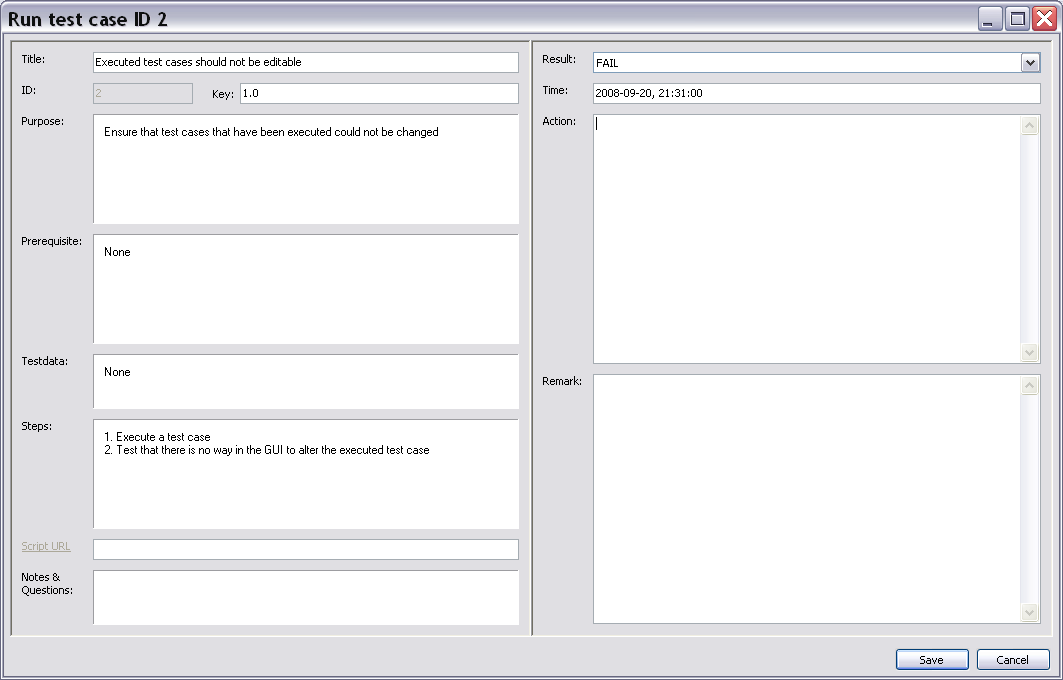 Run test case ID 2
Title: Executed test cases should not be editable
ID: 2 Key: 1.0
Purpose: Ensure that test cases that have been executed could not be changed
Prerequisite: None
Testdata: None
Steps: 1. Execute a test case
2. Test that there is no way in the GUI to alter the executed test case
Script URL
Notes &
Questions:
Result: FAIL
Time: 2008-09-20, 21:31:00
Action:
Remark:
Save Cancel